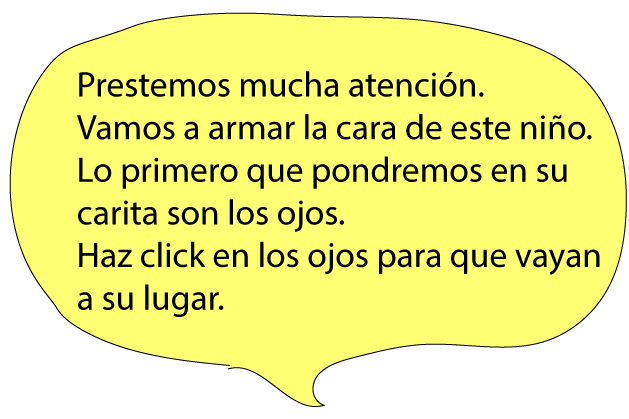 Prestemos mucha atención.
Vamos a armar la cara de este niño.
Lo primero que pondremos en su
carita son los ojos.
Haz click en los ojos para que vayan
a su lugar.